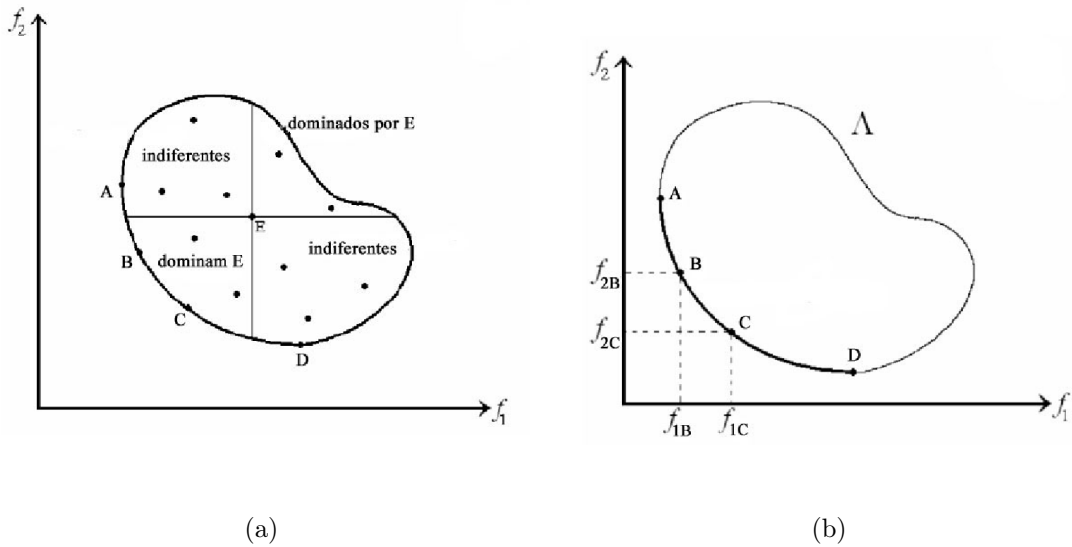 f₂
dominados por E
indiferentes
A
E
B
dominam E
indiferentes
C
D
f₁
(a)
f₂
Λ
A
B
f₂B
C
f₂C
D
f₁B
f₁C
f₁
(b)